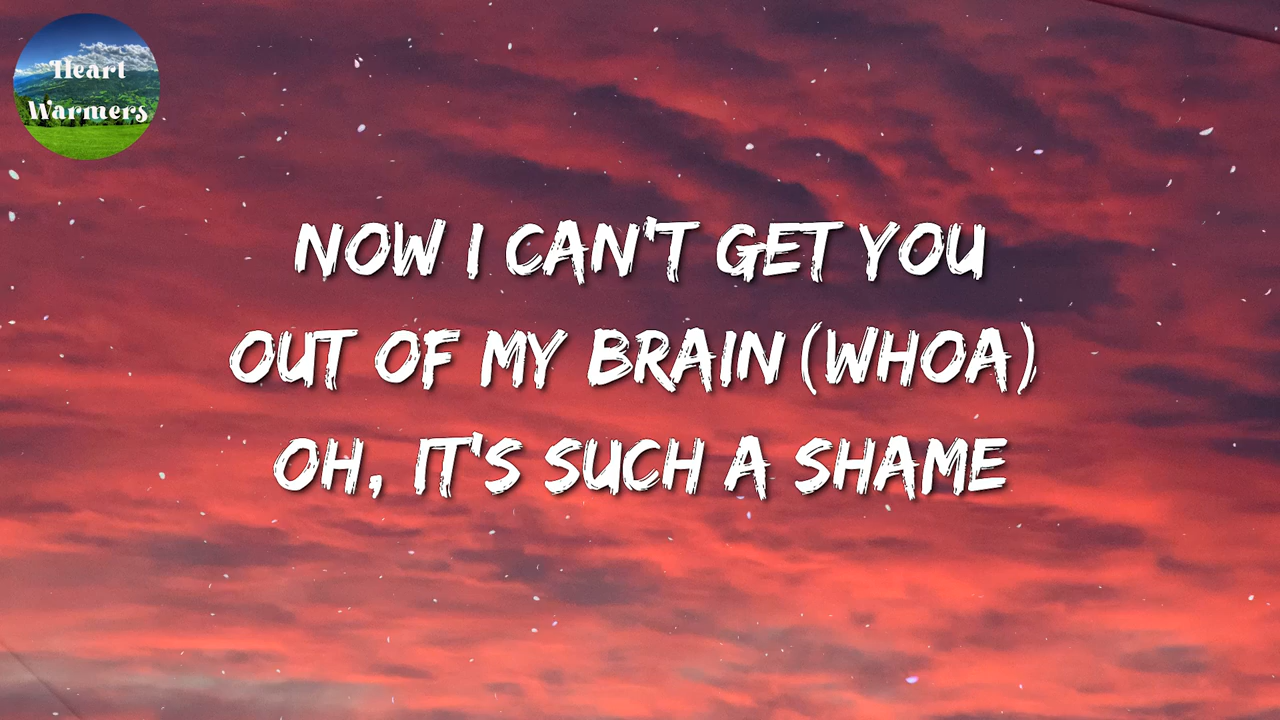 Heart
Warmers
NOW I CAN'T GET YOU
OUT OF MY BRAIN (WHOA)
OH, IT'S SUCH A SHAME